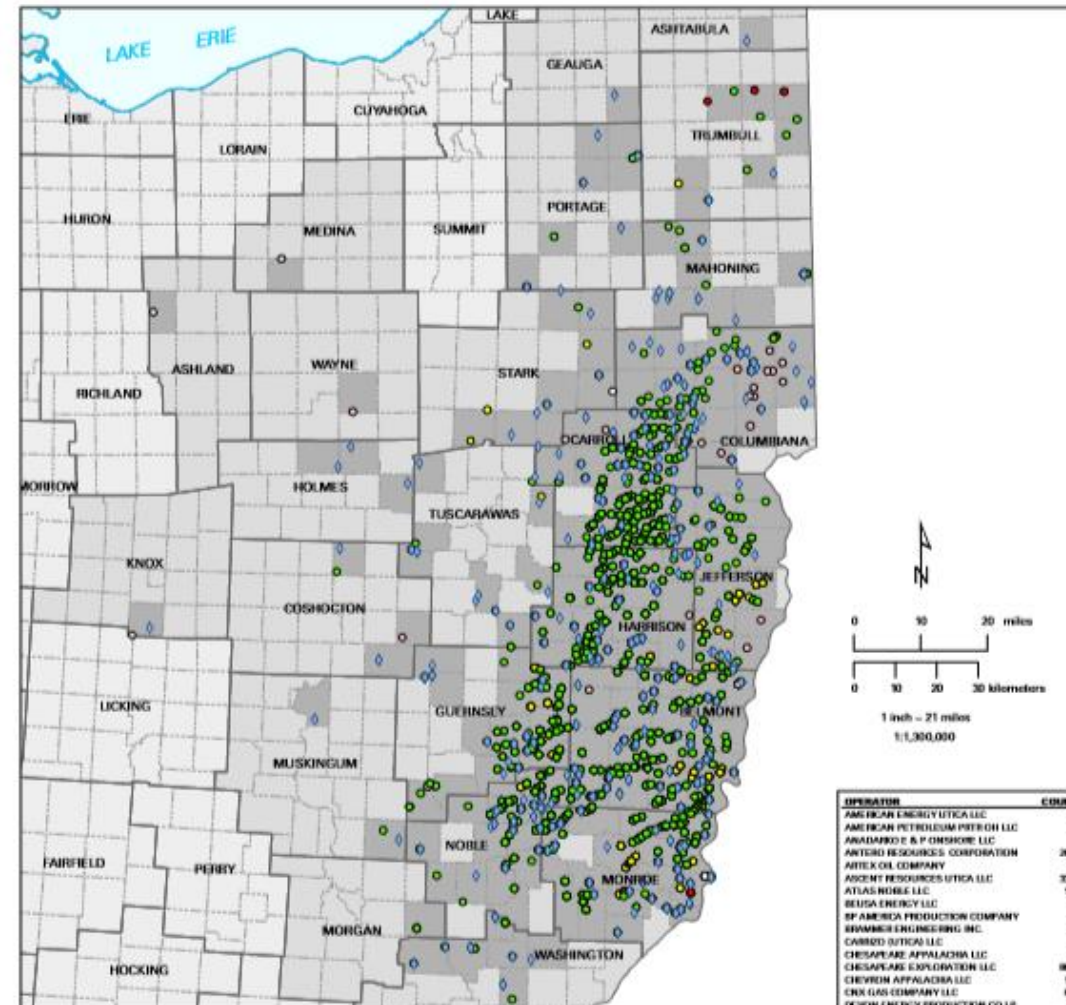 LAKE
LAKE ERIE
ASHTABULA
GEAUGA
CUYAHOGA
ERIE
TRUMBULL
LORAIN
PORTAGE
HURON
MEDINA
SUMMIT
MAHONING
ASHLAND
WAYNE
STARK
RICHLAND
CARROLL
COLUMBIANA
MORROW
HOLMES
TUSCARAWAS
KNOX
JEFFERSON
COSHOCTON
HARRISON
LICKING
GUERNSEY
BELMONT
MUSKINGUM
NOBLE
FAIRFIELD
PERRY
MONROE
MORGAN
WASHINGTON
HOCKING
N
0 10 20 miles
0 10 20 30 kilometers
1 inch = 21 miles
1:1,300,000
OPERATOR
AMERICAN ENERGY UTICA LLC
ANADARKO E & P ONSHORE LLC
ANTERO RESOURCES CORPORATION
ARTEX OIL COMPANY
ASCENT RESOURCES UTICA LLC
ATLAS NOBLE LLC
BEUSA ENERGY LLC
BP AMERICA PRODUCTION COMPANY
BRAMMER ENGINEERING INC.
CARRIZO (UTICA) LLC
CHESAPEAKE APPALACHIA LLC
CHESAPEAKE EXPLORATION LLC
CHEVRON APPALACHIA LLC
CNX GAS COMPANY LLC